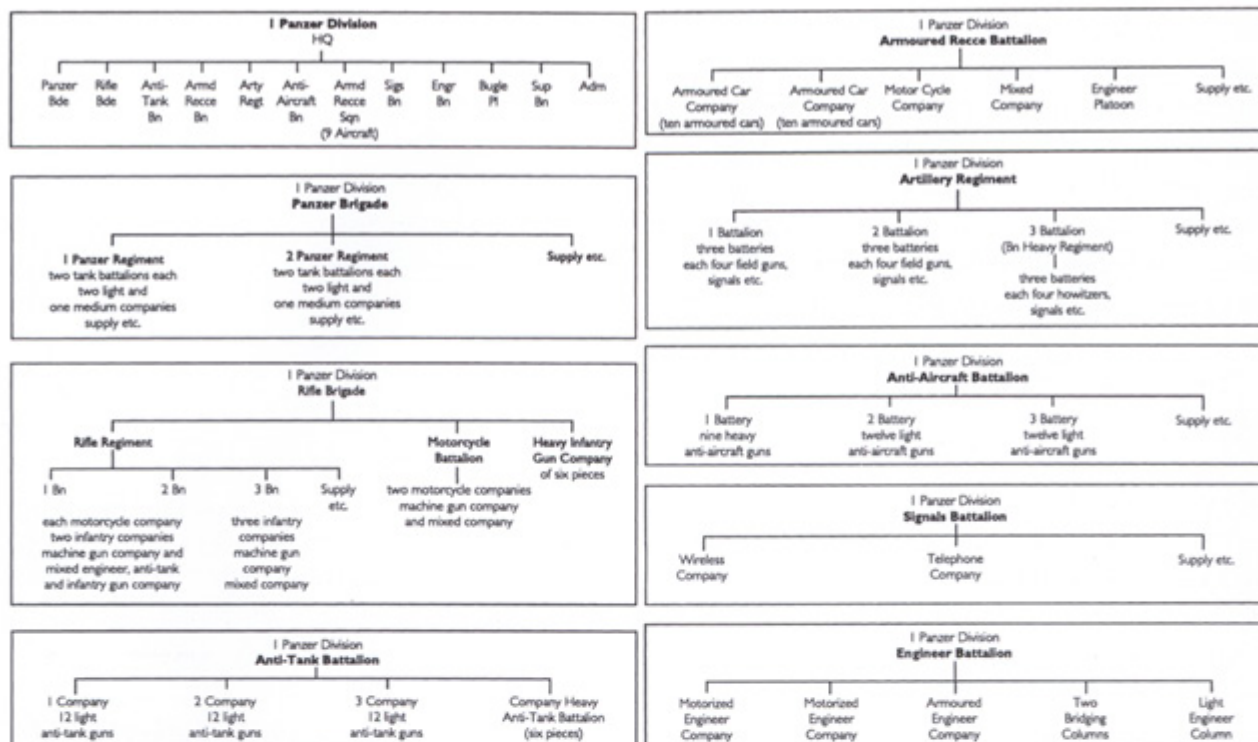 1 Panzer Division
HQ
Panzer Bde
Rifle Bde
Anti-Tank Bn
Armd Recce Bn
Arty Regt
Anti-Aircraft Bn
Armd Recce Sqn (9 Aircraft)
Sigs Bn
Engr Bn
Bugle Pl
Sup Bn
Adm
1 Panzer Division
Panzer Brigade
1 Panzer Regiment
two tank battalions each
two light and
one medium companies
supply etc.
2 Panzer Regiment
two tank battalions each
two light and
one medium companies
supply etc.
Supply etc.
1 Panzer Division
Rifle Brigade
Rifle Regiment
1 Bn
2 Bn
each motorcycle company
two infantry companies
machine gun company and
mixed engineer, anti-tank
and infantry gun company
3 Bn
three infantry
companies
machine gun
company
mixed company
Supply
etc.
Motorcycle
Battalion
two motorcycle companies
machine gun company
and mixed company
Heavy Infantry
Gun Company
of six pieces
1 Panzer Division
Anti-Tank Battalion
1 Company
12 light
anti-tank guns
2 Company
12 light
anti-tank guns
3 Company
12 light
anti-tank guns
Company Heavy
Anti-Tank Battalion
(six pieces)
1 Panzer Division
Armoured Recce Battalion
Armoured Car
Company
(ten armoured cars)
Armoured Car
Company
(ten armoured cars)
Motor Cycle
Company
Mixed
Company
Engineer
Platoon
Supply etc.
1 Panzer Division
Artillery Regiment
1 Battalion
three batteries
each four field guns,
signals etc.
2 Battalion
three batteries
each four field guns,
signals etc.
3 Battalion
(Bn Heavy Regiment)
three batteries
each four howitzers,
signals etc.
Supply etc.
1 Panzer Division
Anti-Aircraft Battalion
1 Battery
nine heavy
anti-aircraft guns
2 Battery
twelve light
anti-aircraft guns
3 Battery
twelve light
anti-aircraft guns
Supply etc.
1 Panzer Division
Signals Battalion
Wireless
Company
Telephone
Company
Supply etc.
1 Panzer Division
Engineer Battalion
Motorized
Engineer
Company
Motorized
Engineer
Company
Armoured
Engineer
Company
Two
Bridging
Columns
Light
Engineer
Column